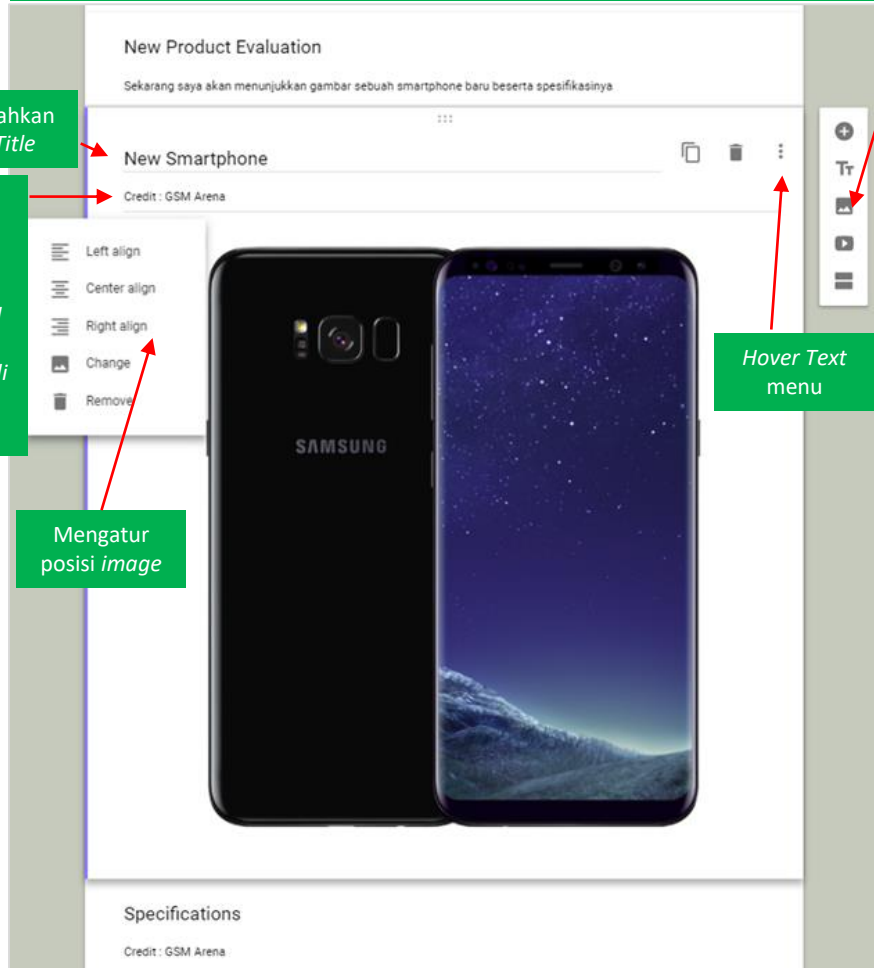 New Product Evaluation
Sekarang saya akan menunjukkan gambar sebuah smartphone baru beserta spesifikasinya
Title
New Smartphone
Credit : GSM Arena
Left align
Center align
Right align
Change
Remove
Tт
Hover Text
menu
SAMSUNG
Mengatur
posisi image
Specifications
Credit : GSM Arena